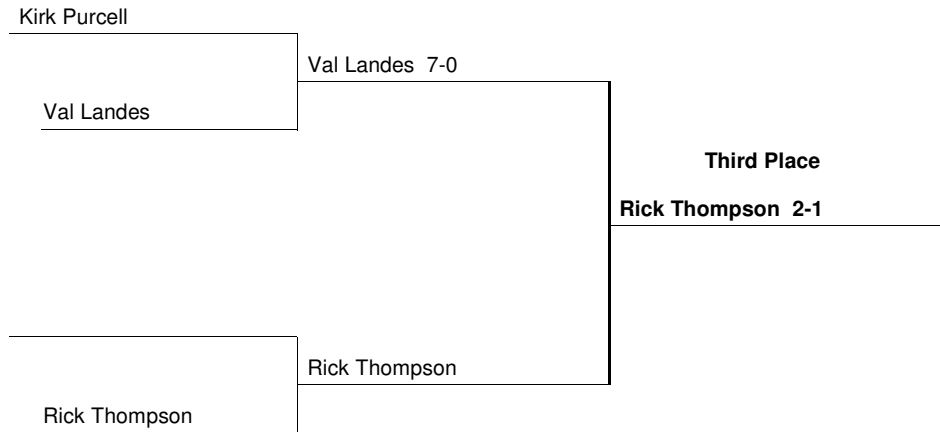 Kirk Purcell
Val Landes 7-0
Val Landes
Third Place
Rick Thompson 2-1
Rick Thompson
Rick Thompson